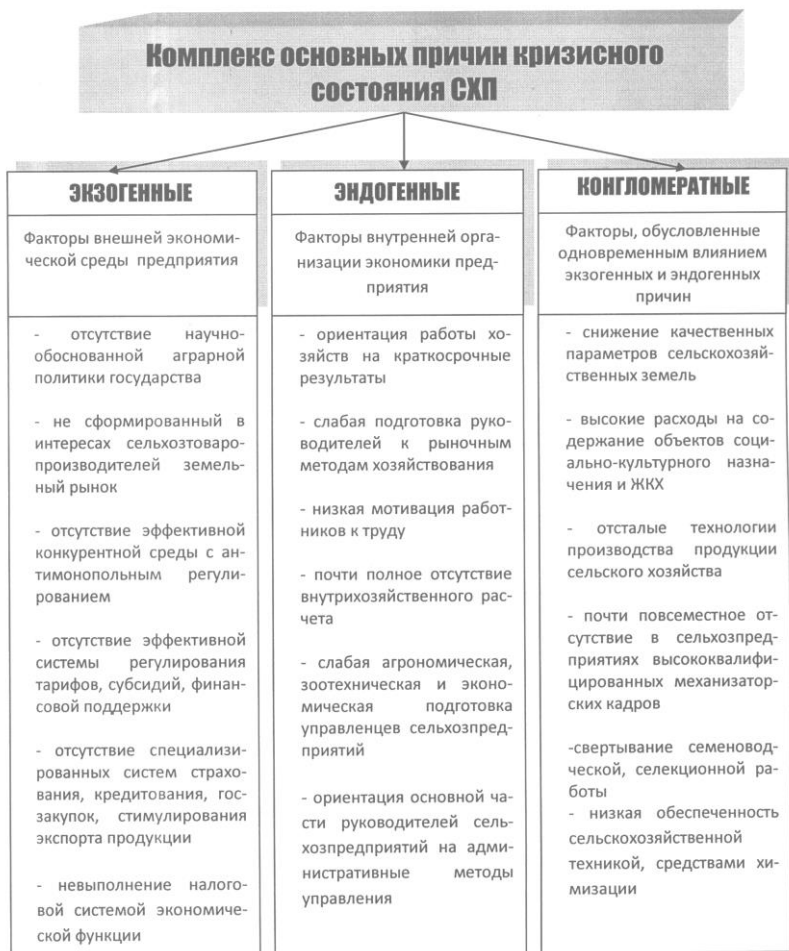 Комплекс основных причин кризисного
состояния СХП
ЭКЗОГЕННЫЕ
Факторы внешней экономи-
ческой среды предприятия
- отсутствие научно-
обоснованной аграрной
политики государства
- не сформированный в
интересах сельхозтоваро-
производителей земель-
ный рынок
- отсутствие эффективной
конкурентной среды с ан-
тимонопольным регули-
рованием
- отсутствие эффективной
системы регулирования
тарифов, субсидий, финан-
совой поддержки
- отсутствие специализи-
рованных систем страхо-
вания, кредитования, гос-
закупок, стимулирования
экспорта продукции
- невыполнение налого-
вой системой экономиче-
ской функции
ЭНДОГЕННЫЕ
Факторы внутренней орга-
низации экономики пред-
приятия
- ориентация работы хо-
зяйств на краткосрочные
результаты
- слабая подготовка руко-
водителей к рыночным
методам хозяйствования
- низкая мотивация работ-
ников к труду
- почти полное отсутствие
внутрихозяйственного рас-
чета
- слабая агрономическая,
зоотехническая и эконо-
мическая подготовка
управленцев сельхозпред-
приятий
- ориентация основной ча-
сти руководителей сель-
хозпредприятий на адми-
нистративные методы
управления
КОНГЛОМЕРАТНЫЕ
Факторы, обусловленные
одновременным влиянием
экзогенных и эндогенных
причин
- снижение качественных
параметров сельскохозяй-
ственных земель
- высокие расходы на со-
держание объектов соци-
ально-культурного назна-
чения и ЖКХ
- отсталые технологии
производства продукции
сельского хозяйства
- почти повсеместное от-
сутствие в сельхозпред-
приятиях высококвалифи-
цированных механизатор-
ских кадров
-свертывание семеновод-
ческой, селекционной ра-
боты
- низкая обеспеченность
сельскохозяйственной
техникой, средствами хи-
мизации